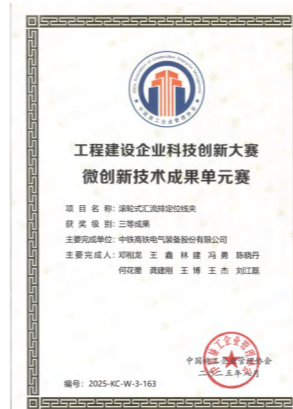 工程建设企业科技创新大赛
微创新技术成果单元赛
项目名称：滚轮式汇流排定位线夹
获奖级别：三等成果
主要完成单位：中铁高铁电气装备股份有限公司
主要完成人：邓相龙 王鑫 林建 冯勇 陈晓丹
何花蕾 龚建刚 王博 王杰 刘江磊
中国施工企业管理协会
编号：2025-KC-W-3-163